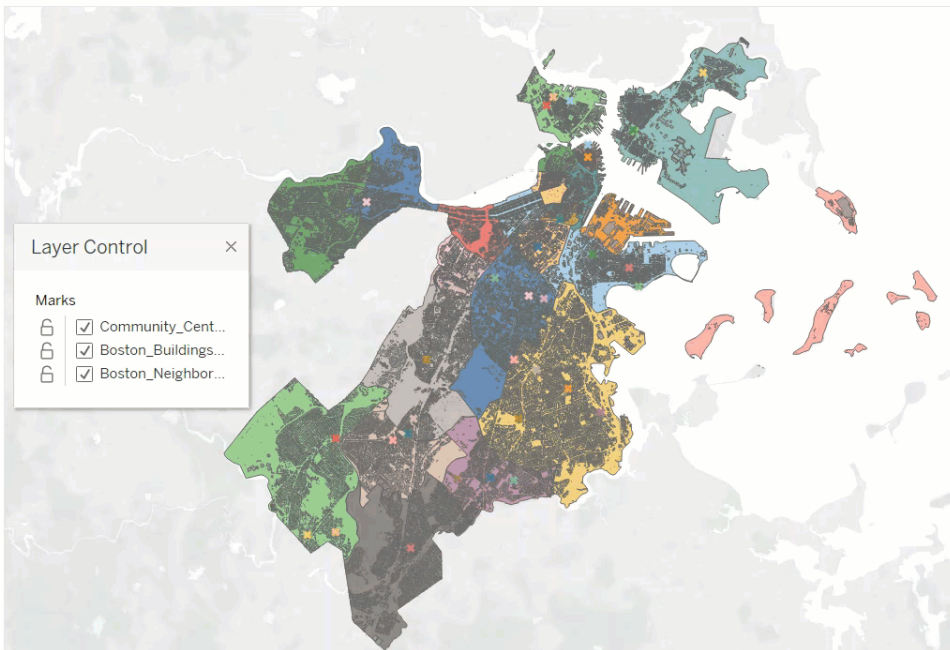 Layer Control
Marks
Community_Cent...
Boston_Buildings...
Boston_Neighbor...